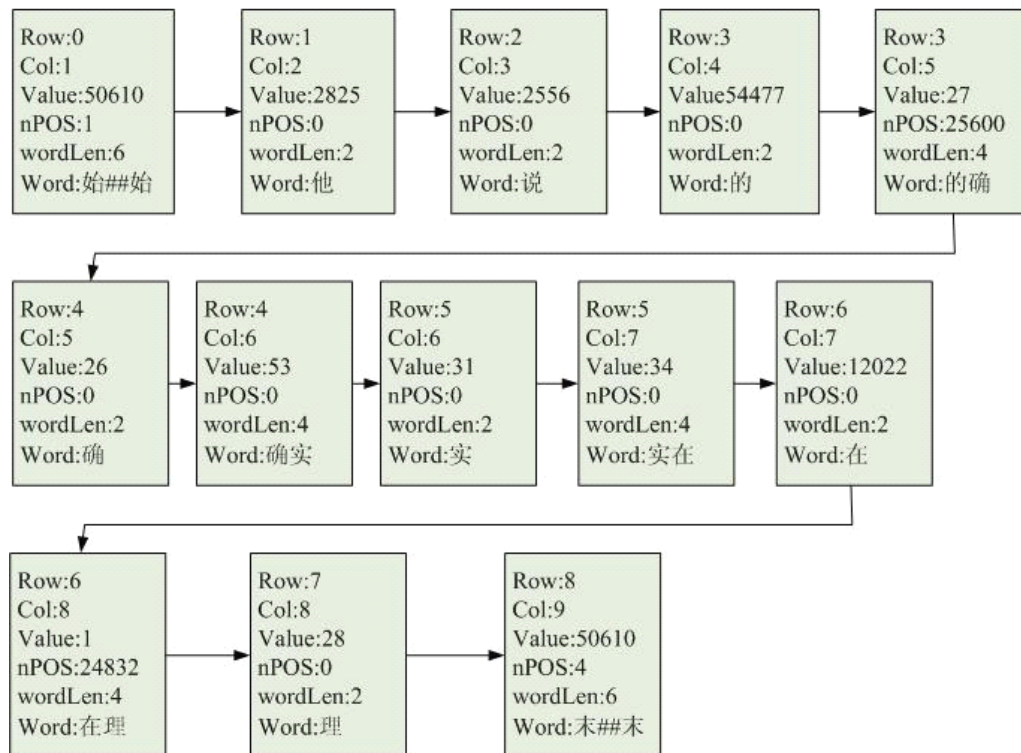 Row:0
Col:1
Value:50610
nPOS:1
wordLen:6
Word:始##始
Row:1
Col:2
Value:2825
nPOS:0
wordLen:2
Word:他
Row:2
Col:3
Value:2556
nPOS:0
wordLen:2
Word:说
Row:3
Col:4
Value54477
nPOS:0
wordLen:2
Word:的
Row:3
Col:5
Value:27
nPOS:25600
wordLen:4
Word:的确
Row:4
Col:5
Value:26
nPOS:0
wordLen:2
Word:确
Row:4
Col:6
Value:53
nPOS:0
wordLen:4
Word:确实
Row:5
Col:6
Value:31
nPOS:0
wordLen:2
Word:实
Row:5
Col:7
Value:34
nPOS:0
wordLen:4
Word:实在
Row:6
Col:7
Value:12022
nPOS:0
wordLen:2
Word:在
Row:6
Col:8
Value:1
nPOS:24832
wordLen:4
Word:在理
Row:7
Col:8
Value:28
nPOS:0
wordLen:2
Word:理
Row:8
Col:9
Value:50610
nPOS:4
wordLen:6
Word:末##末